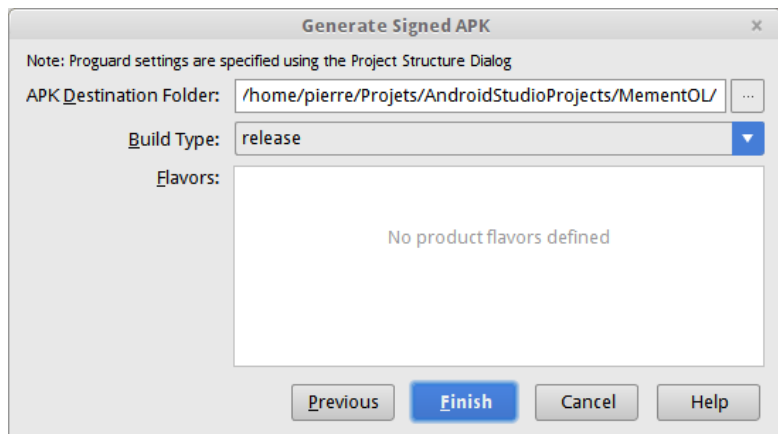 Generate Signed APK
Note: Proguard settings are specified using the Project Structure Dialog
APK Destination Folder: /home/pierre/Projets/AndroidStudioProjects/MementOL/ ...
Build Type: release
Flavors:
No product flavors defined
Previous Finish Cancel Help